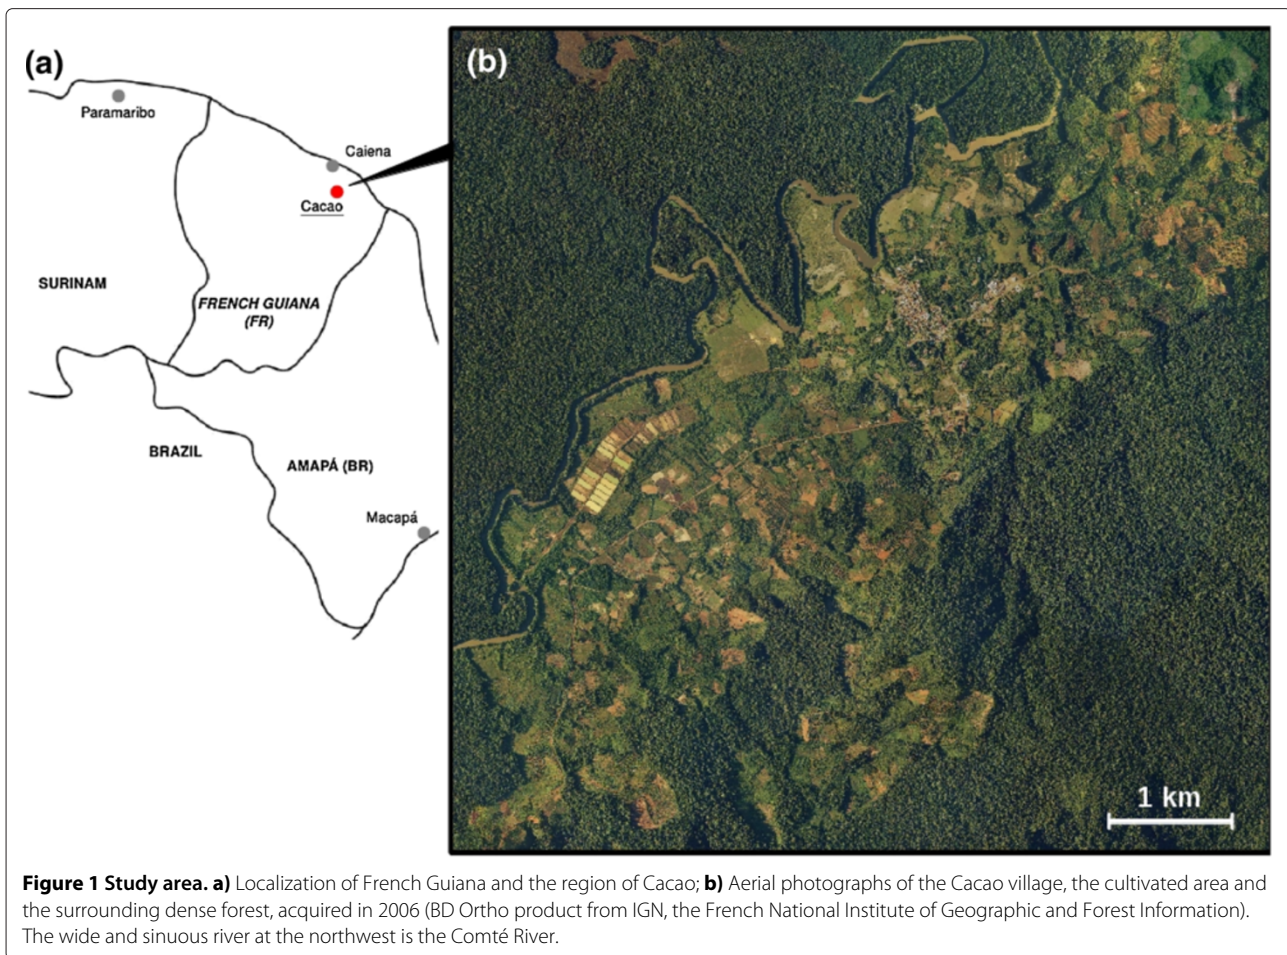 (a)
Paramaribo
Caiena
Cacao
SURINAM
FRENCH GUIANA
(FR)
BRAZIL
AMAPÁ (BR)
Macapá
(b)
1 km
Figure 1 Study area. a) Localization of French Guiana and the region of Cacao; b) Aerial photographs of the Cacao village, the cultivated area and
the surrounding dense forest, acquired in 2006 (BD Ortho product from IGN, the French National Institute of Geographic and Forest Information).
The wide and sinuous river at the northwest is the Comté River.